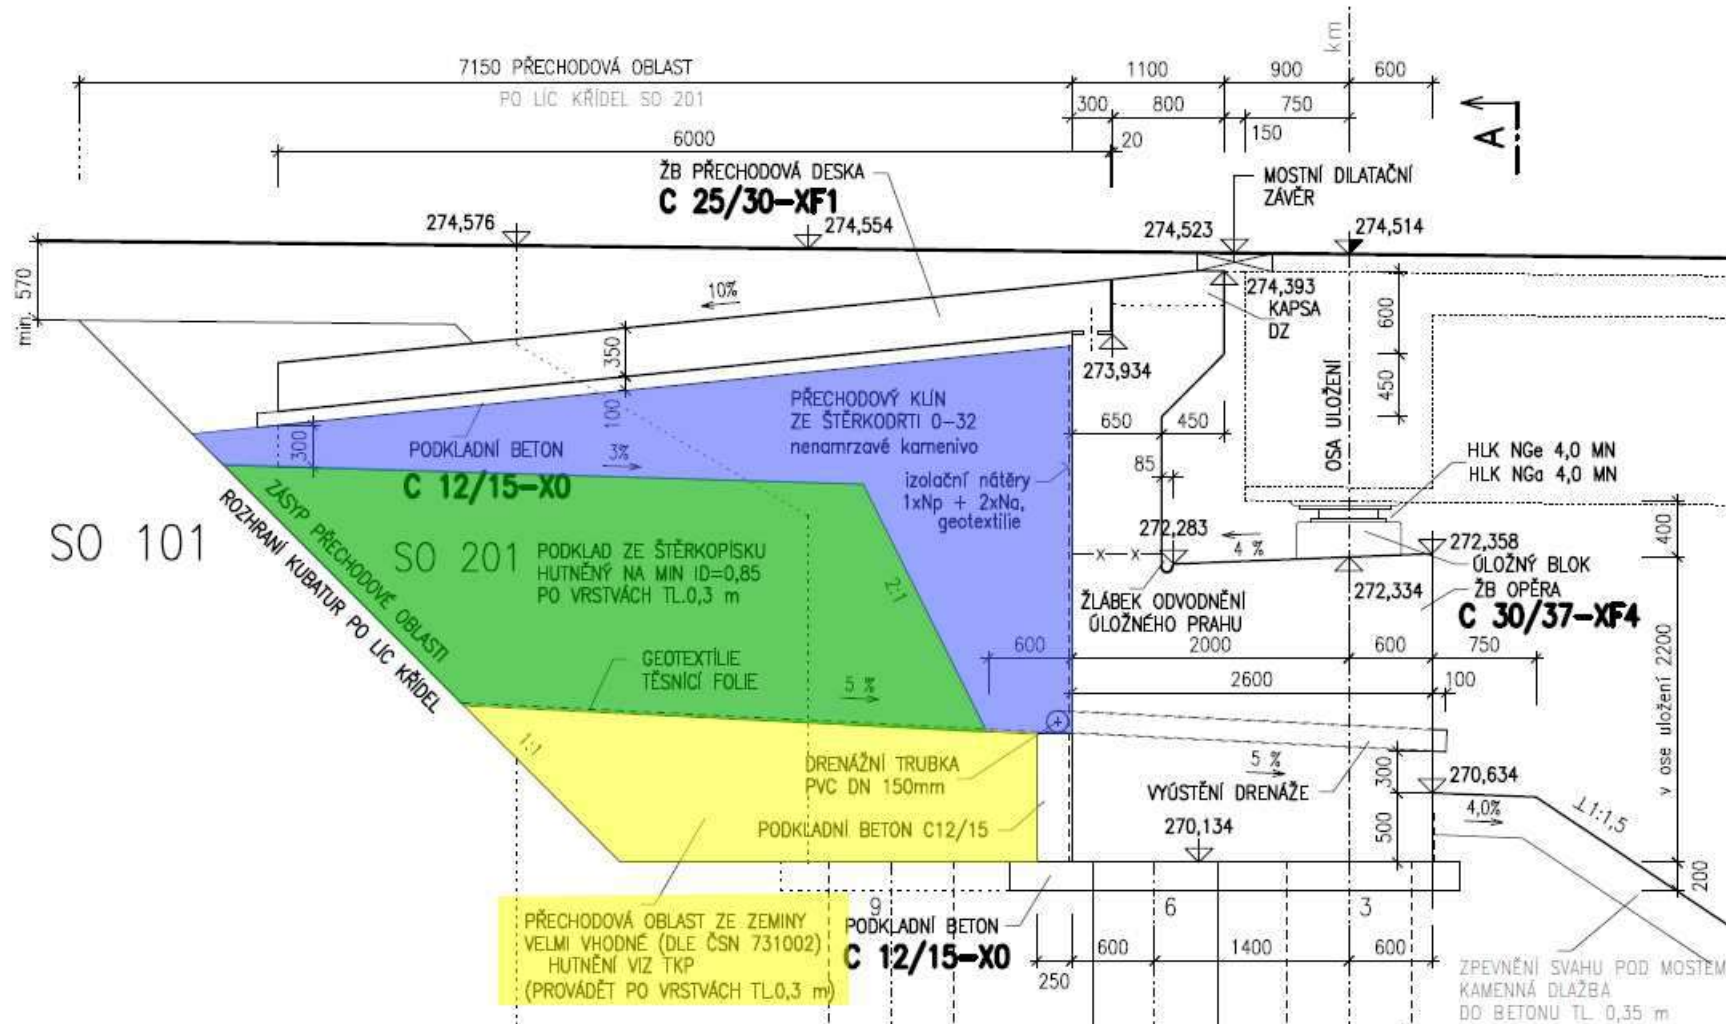 km
7150 PŘECHODOVÁ OBLAST
1100
900
600
PO LÍC KŘÍDEL SO 201
300
800
750
A
6000
20
150
ŽB PŘECHODOVÁ DESKA
C 25/30-XF1
MOSTNÍ DILATAČNÍ
ZÁVĚR
274,576
274,554
274,523
274,514
min. 570
10%
274,393
KAPSA
DZ
600
350
273,934
OSA ULOŽENÍ
450
PŘECHODOVÝ KLÍN
ZE ŠTĚRKODRTI 0-32
nenamrzavé kamenivo
100
650
450
300
PODKLADNÍ BETON
3%
C 12/15-X0
85
HLK NGe 4,0 MN
HLK NGa 4,0 MN
izolační nátěry
1xNp + 2xNa,
geotextilie
ZÁSYP PŘECHODOVÉ OBLASTI
ROZHRANÍ KUBATUR PO LÍC KŘÍDEL
SO 101
SO 201
PODKLAD ZE ŠTĚRKOPÍSKU
HUTNĚNÝ NA MIN ID=0,85
PO VRSTVÁCH TL.0,3 m
2:1
272,283
4 %
x
x
272,358
400
ÚLOŽNÝ BLOK
272,334
ŽB OPĚRA
C 30/37-XF4
ŽLÁBEK ODVODNĚNÍ
ÚLOŽNÉHO PRAHU
600
2000
600
750
GEOTEXTÍLIE
TĚSNÍCÍ FOLIE
5 %
2600
100
v ose uložení 2200
1:1
DRENÁŽNÍ TRUBKA
PVC DN 150mm
5 %
300
VYÚSTĚNÍ DRENÁŽE
270,634
4,0%
1:1,5
PODKLADNÍ BETON C12/15
270,134
500
200
9
6
3
PŘECHODOVÁ OBLAST ZE ZEMINY
VELMI VHODNÉ (DLE ČSN 731002)
HUTNĚNÍ VIZ TKP
(PROVÁDĚT PO VRSTVÁCH TL.0,3 m)
PODKLADNÍ BETON
C 12/15-X0
600
1400
600
250
ZPEVNĚNÍ SVAHU POD MOSTEM
KAMENNÁ DLAŽBA
DO BETONU TL. 0,35 m